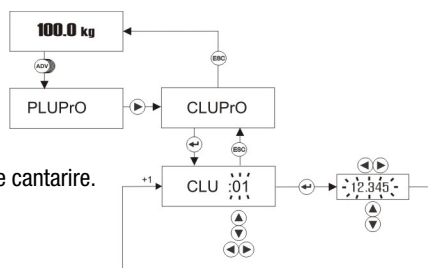 100.0 kg
ADV
ESC
PLUPrO
CLUPrO
ESC
e cantarire.
+1
CLU :01
12.345